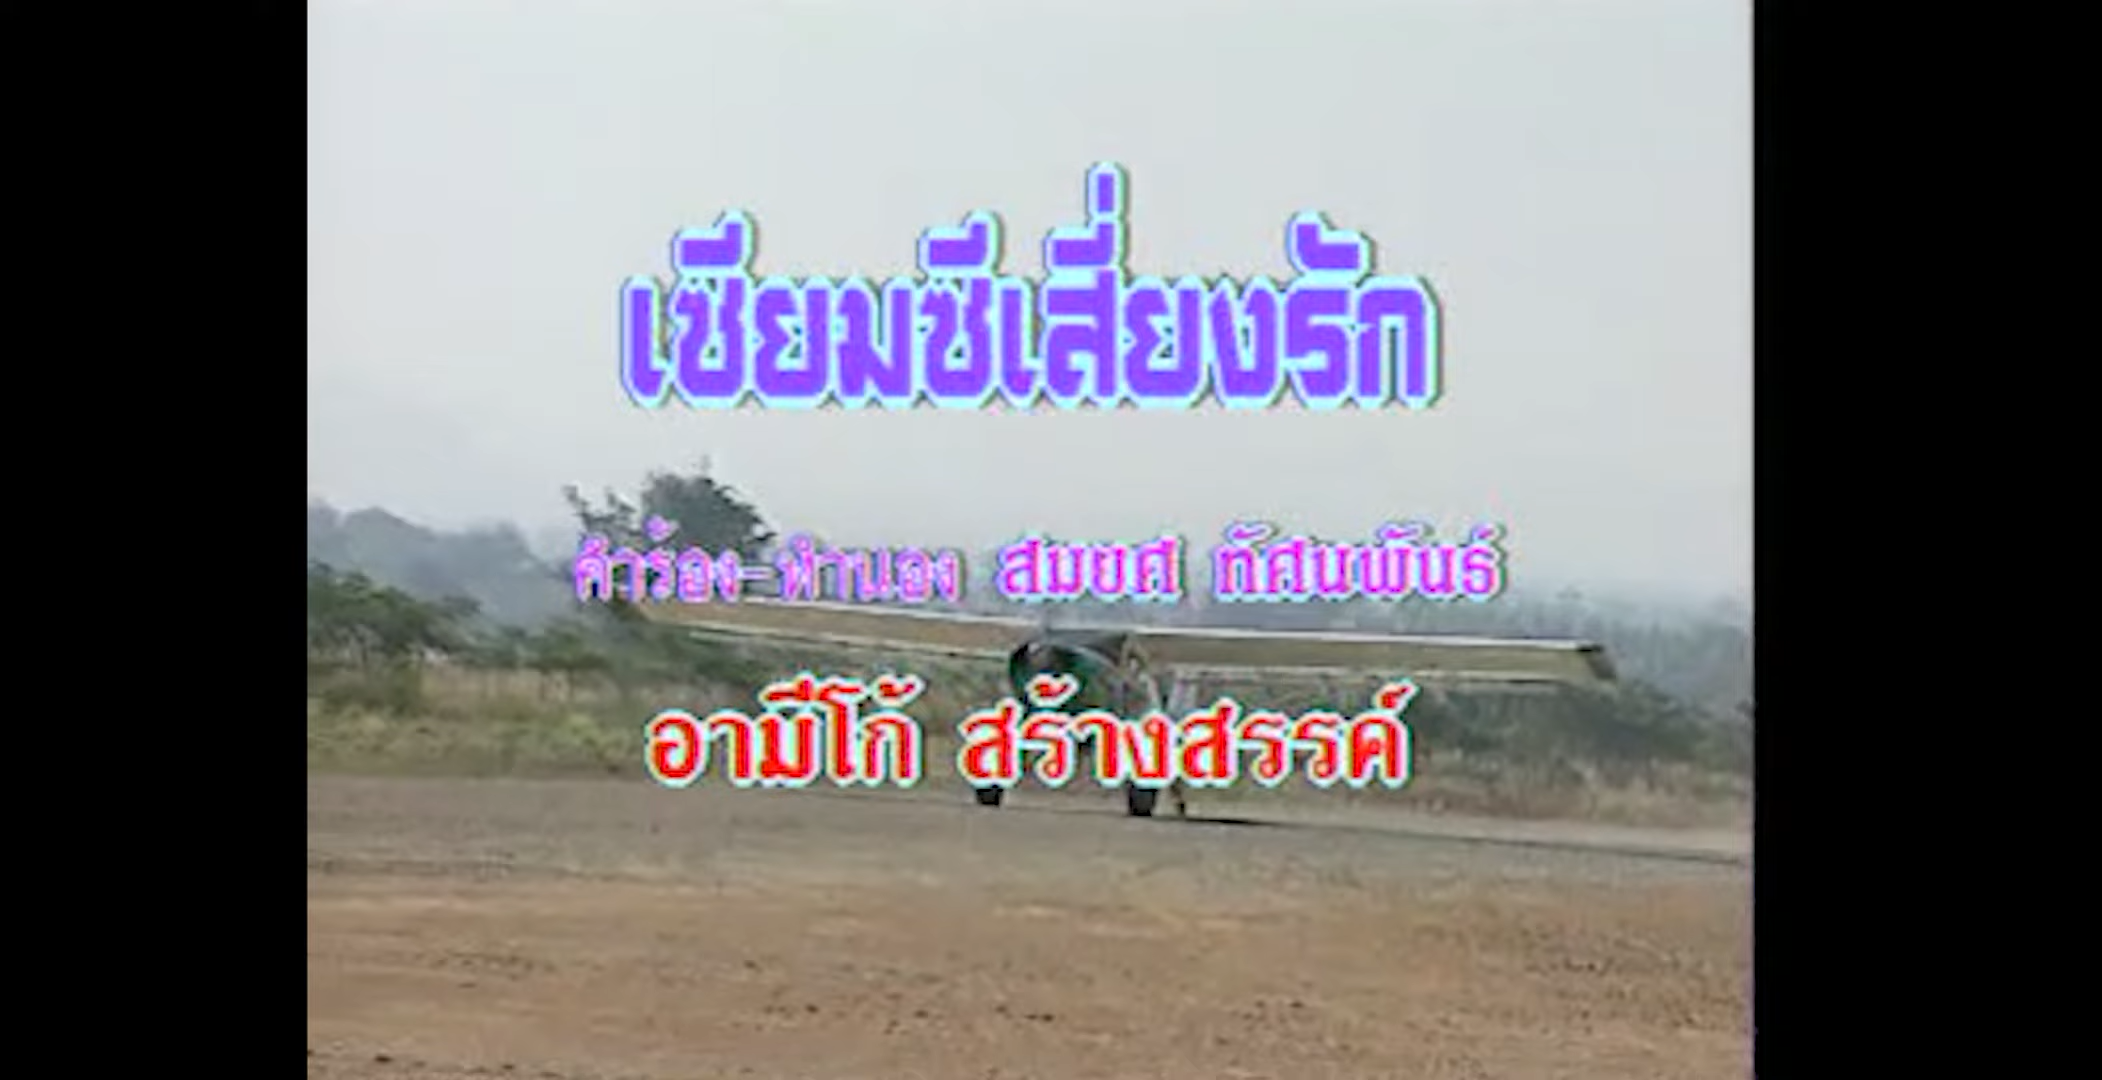 เซียมซีเสี่ยงรัก
คำร้อง-ทำนอง สมยศ ทัศนพันธ์
อามีโก้ สร้างสรรค์